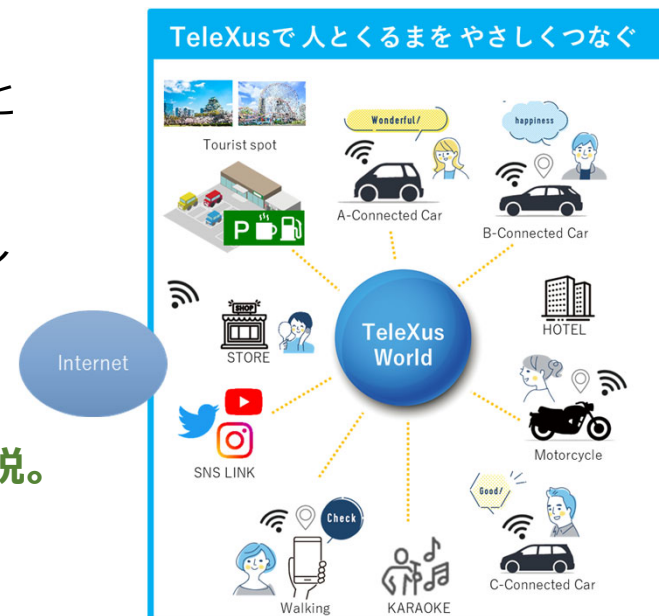 TeleXusで 人とくるまを やさしくつなぐ
と
Tourist spot
Wonderful!
happiness
A-Connected Car
B-Connected Car
P
SHOP
STORE
TeleXus
World
HOTEL
Internet
SNS LINK
Motorcycle
説。
Check
Good!
Walking
KARAOKE
C-Connected Car